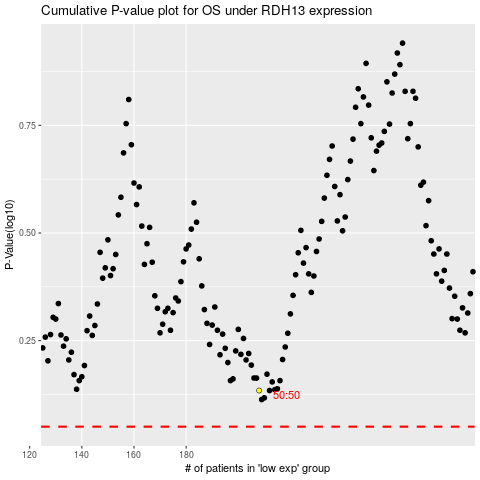 Cumulative P-value plot for OS under RDH13 expression
P-Value(log10)
0.75
0.50
0.25
50:50
120 140 160 180
# of patients in 'low exp' group